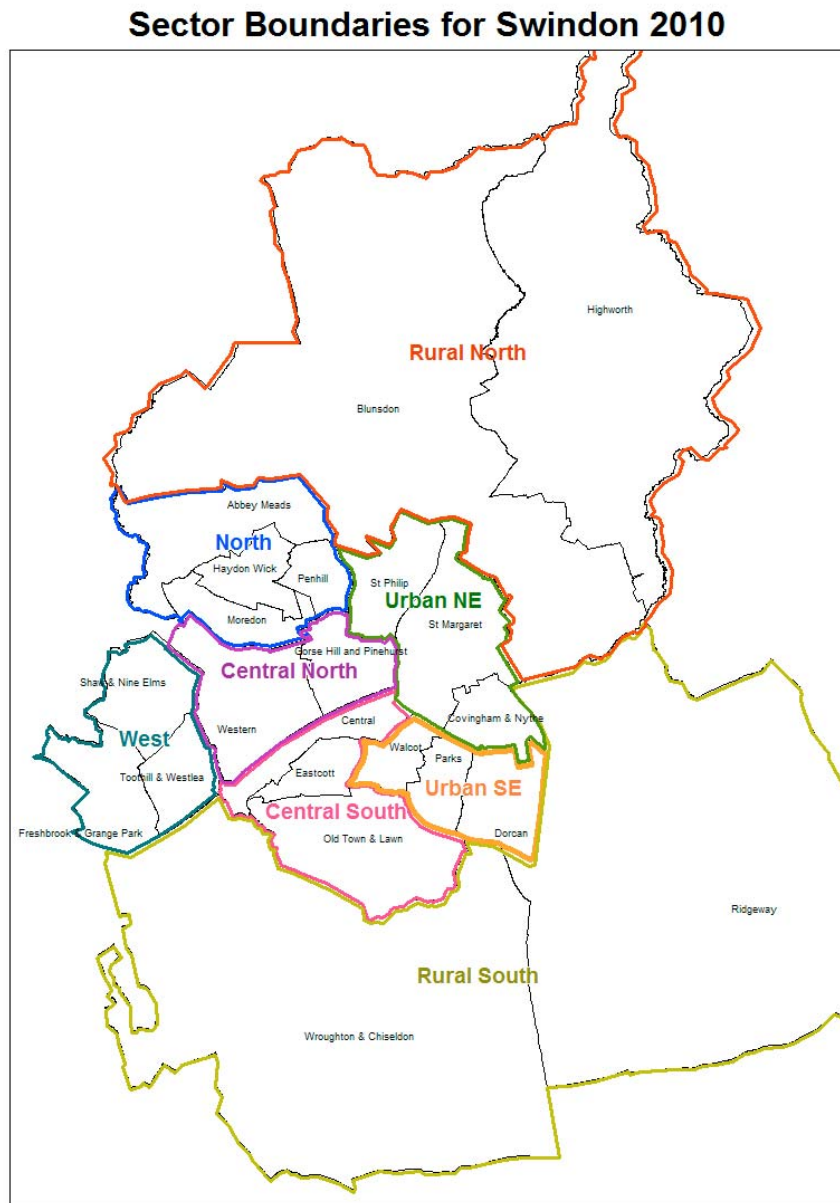 Sector Boundaries for Swindon 2010
Highworth
Rural North
Blunsdon
Abbey Meads
North
Haydon Wick
Penhill
St Philip
Urban NE
Moredon
St Margaret
Gorse Hill and Pinehurst
Central North
Shaw & Nine Elms
Western
Central
Covingham & Nythe
West
Walcot
Parks
Eastcott
Toothill & Westlea
Urban SE
Central South
Freshbrook & Grange Park
Old Town & Lawn
Dorcan
Ridgeway
Rural South
Wroughton & Chiseldon